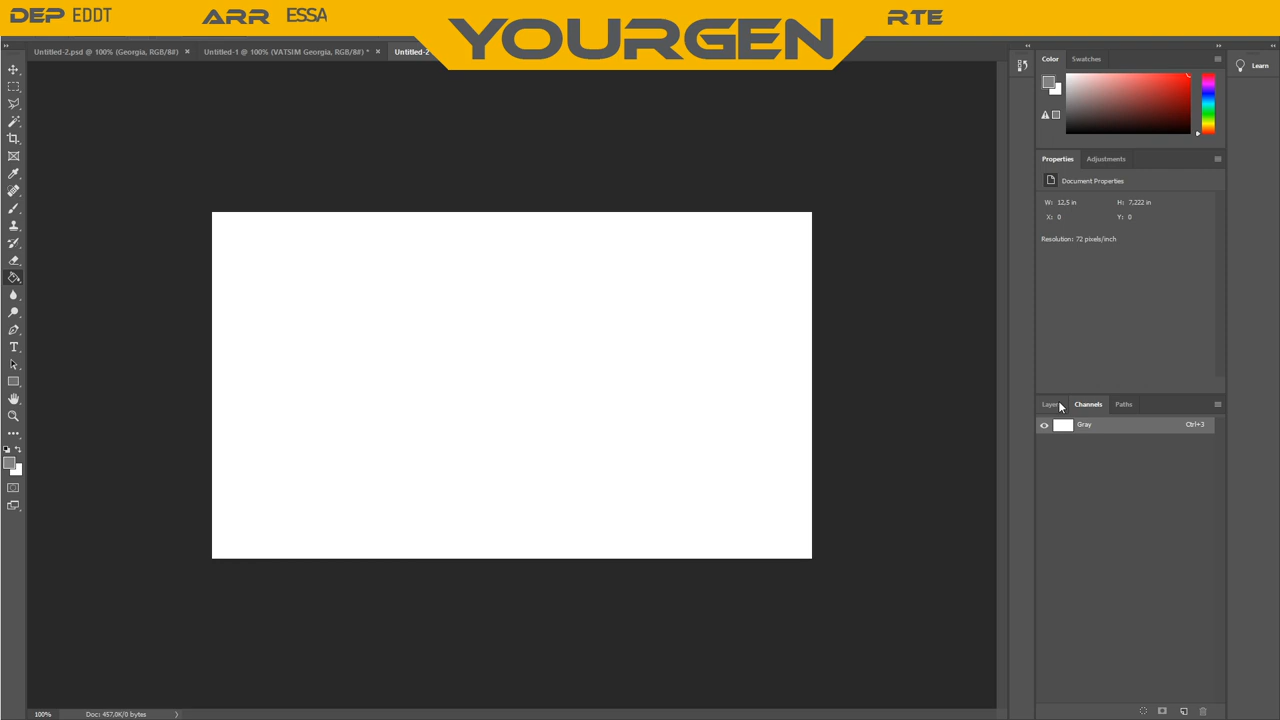 DEP EDDT
ARR ESSA
YOURGEN
RTE
Untitled-2.psd @ 100% (Georgia, RGB/8#)
Untitled-1 @ 100% (VATSIM Georgia, RGB/8#) *
Untitled-2
Color
Swatches
Learn
Properties
Adjustments
Document Properties
W: 12,5 in
H: 7,222 in
X: 0
Y: 0
Resolution: 72 pixels/inch
Channels
Paths
Gray
Ctrl+3
100%
Doc: 457,0K/0 bytes